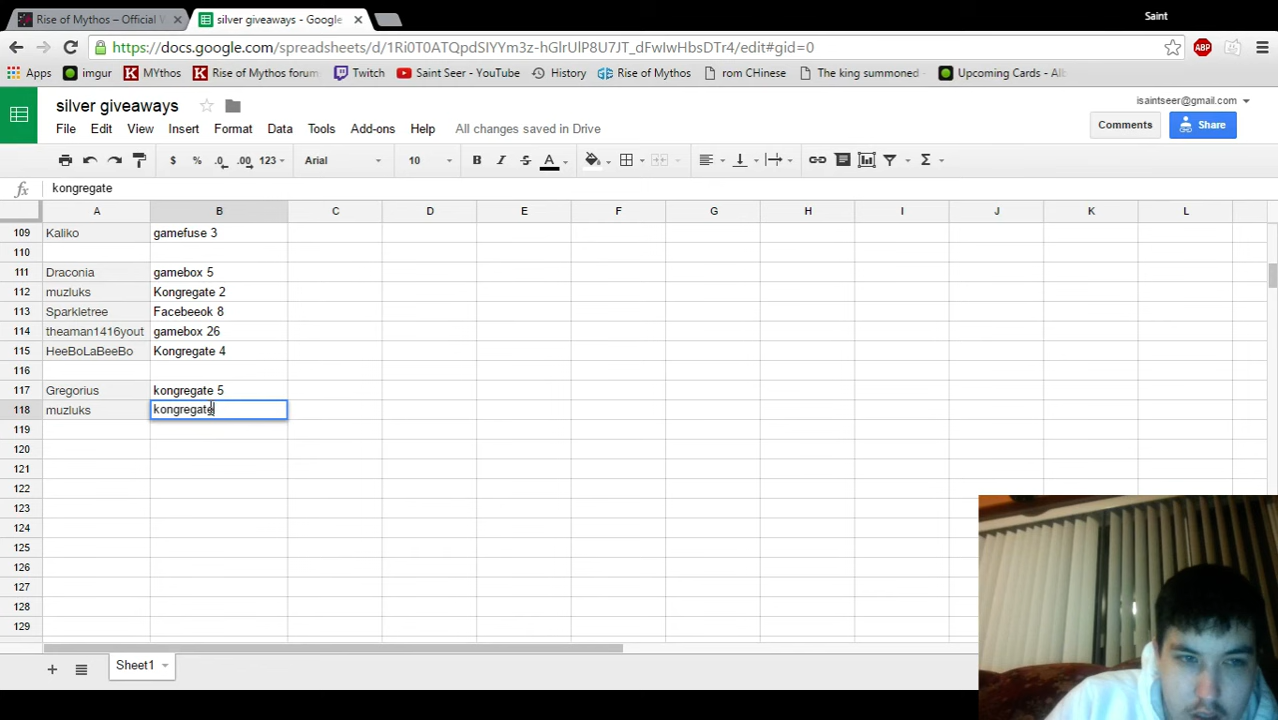 Saint
Rise of Mythos – Official W
silver giveaways - Google
https://docs.google.com/spreadsheets/d/1Ri0T0ATQpdSIYYm3z-hGlrUlP8U7JT_dFwIwHbsDTr4/edit#gid=0
ABP
Apps imgur MYthos Rise of Mythos forum Twitch Saint Seer - YouTube History Rise of Mythos rom CHinese The king summoned Upcoming Cards - Alb
silver giveaways
isaintseer@gmail.com
File Edit View Insert Format Data Tools Add-ons Help All changes saved in Drive
Comments Share
$ % .0 .00 123 Arial 10 B I S A Σ
fx kongregate
A B C D E F G H I J K L
109 Kaliko gamefuse 3
110
111 Draconia gamebox 5
112 muzluks Kongregate 2
113 Sparkletree Facebeeok 8
114 theaman1416yout gamebox 26
115 HeeBoLaBeeBo Kongregate 4
116
117 Gregorius kongregate 5
118 muzluks kongregate
119
120
121
122
123
124
125
126
127
128
129
Sheet1